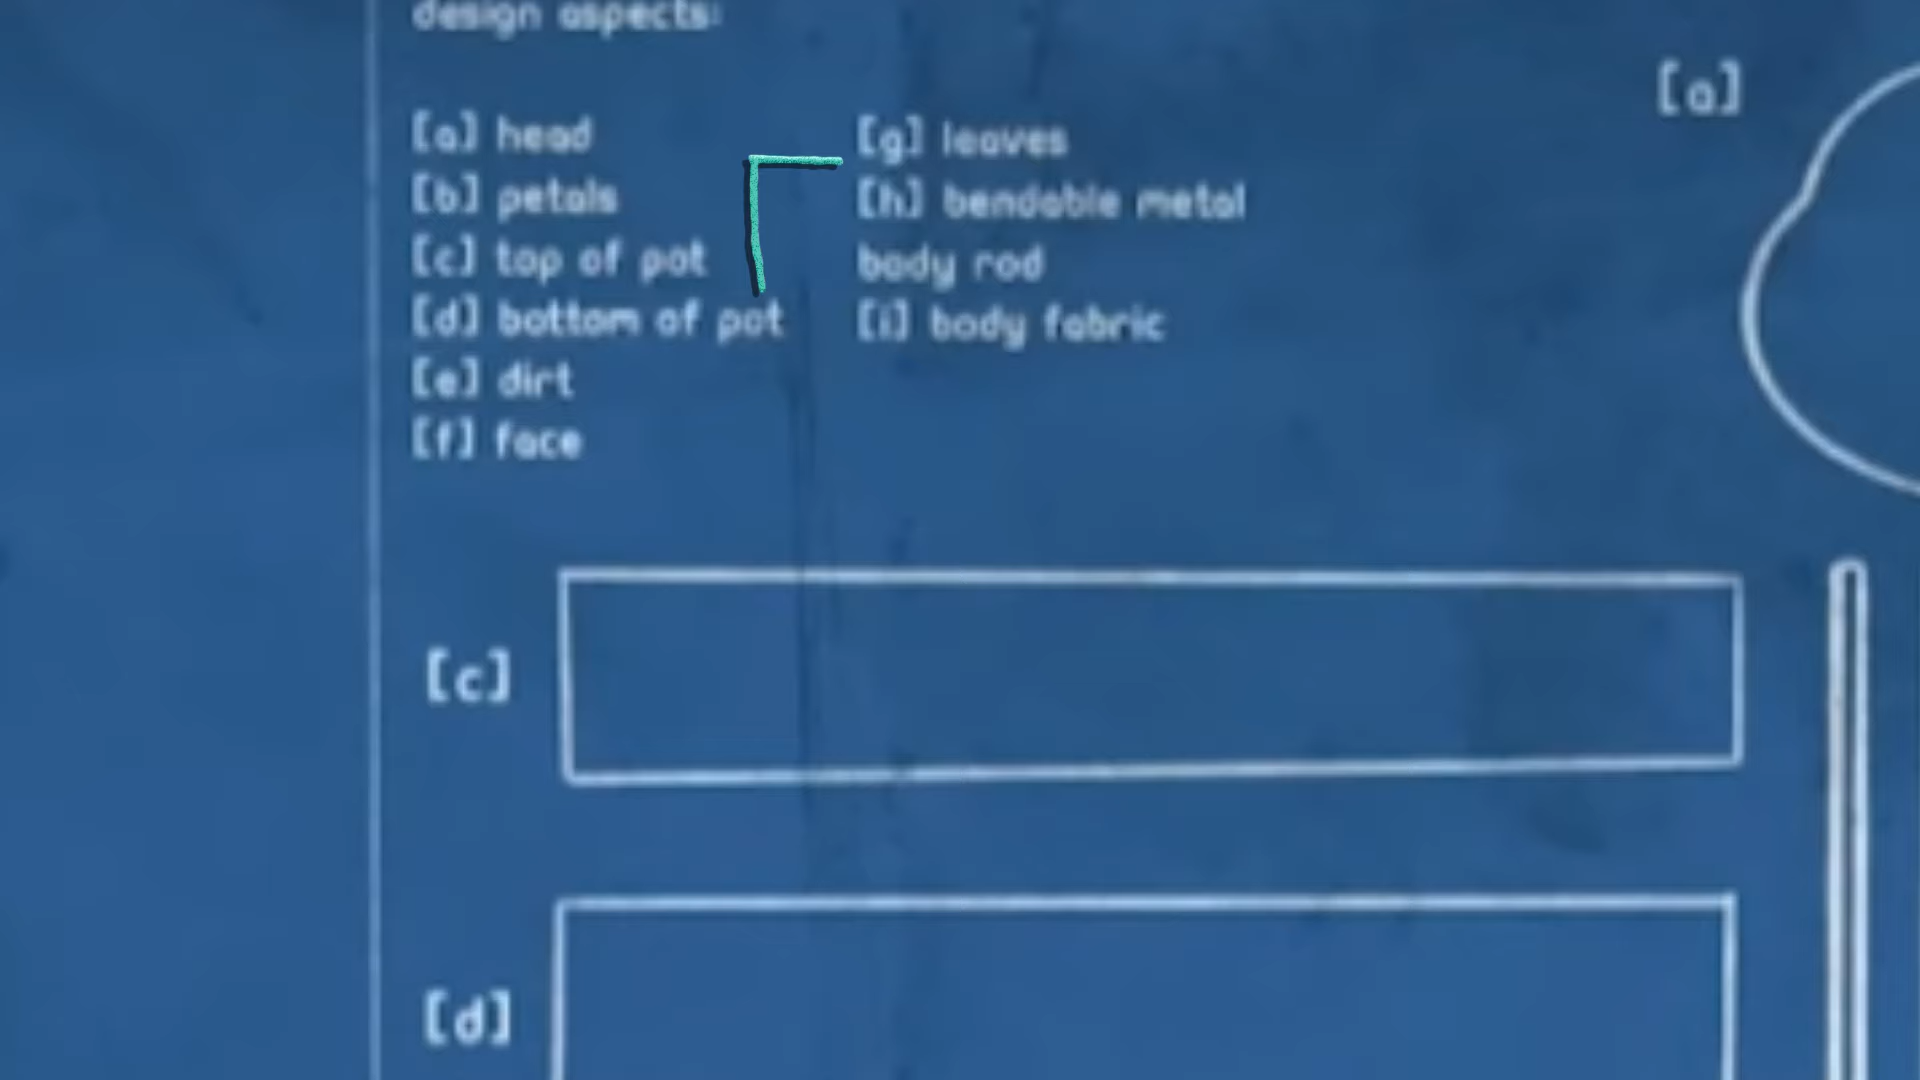 design aspects:
[a] head
[b] petals
[c] top of pot
[d] bottom of pot
[e] dirt
[f] face
[g] leaves
[h] bendable metal
body rod
[i] body fabric
[a]
[c]
[d]